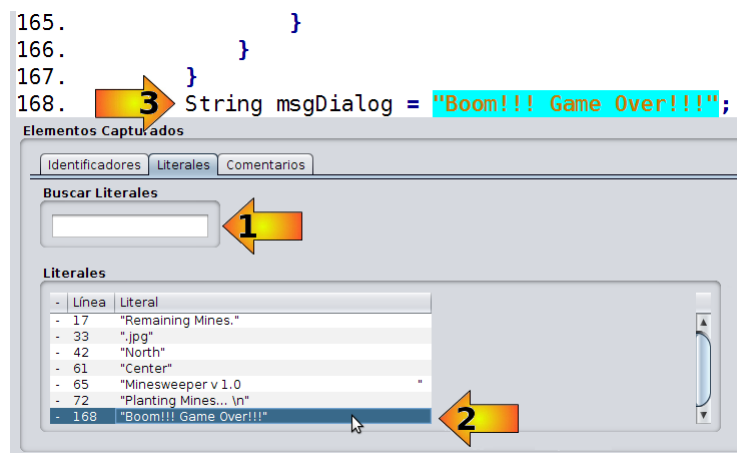 165. }
166. }
167. }
168. 3 String msgDialog = "Boom!!! Game Over!!!";
Elementos Capturados
Identificadores Literales Comentarios
Buscar Literales
1
Literales
- Línea Literal
- 17 "Remaining Mines."
- 33 ".jpg"
- 42 "North"
- 61 "Center"
- 65 "Minesweeper v 1.0 "
- 72 "Planting Mines... \n"
- 168 "Boom!!! Game Over!!!" 2